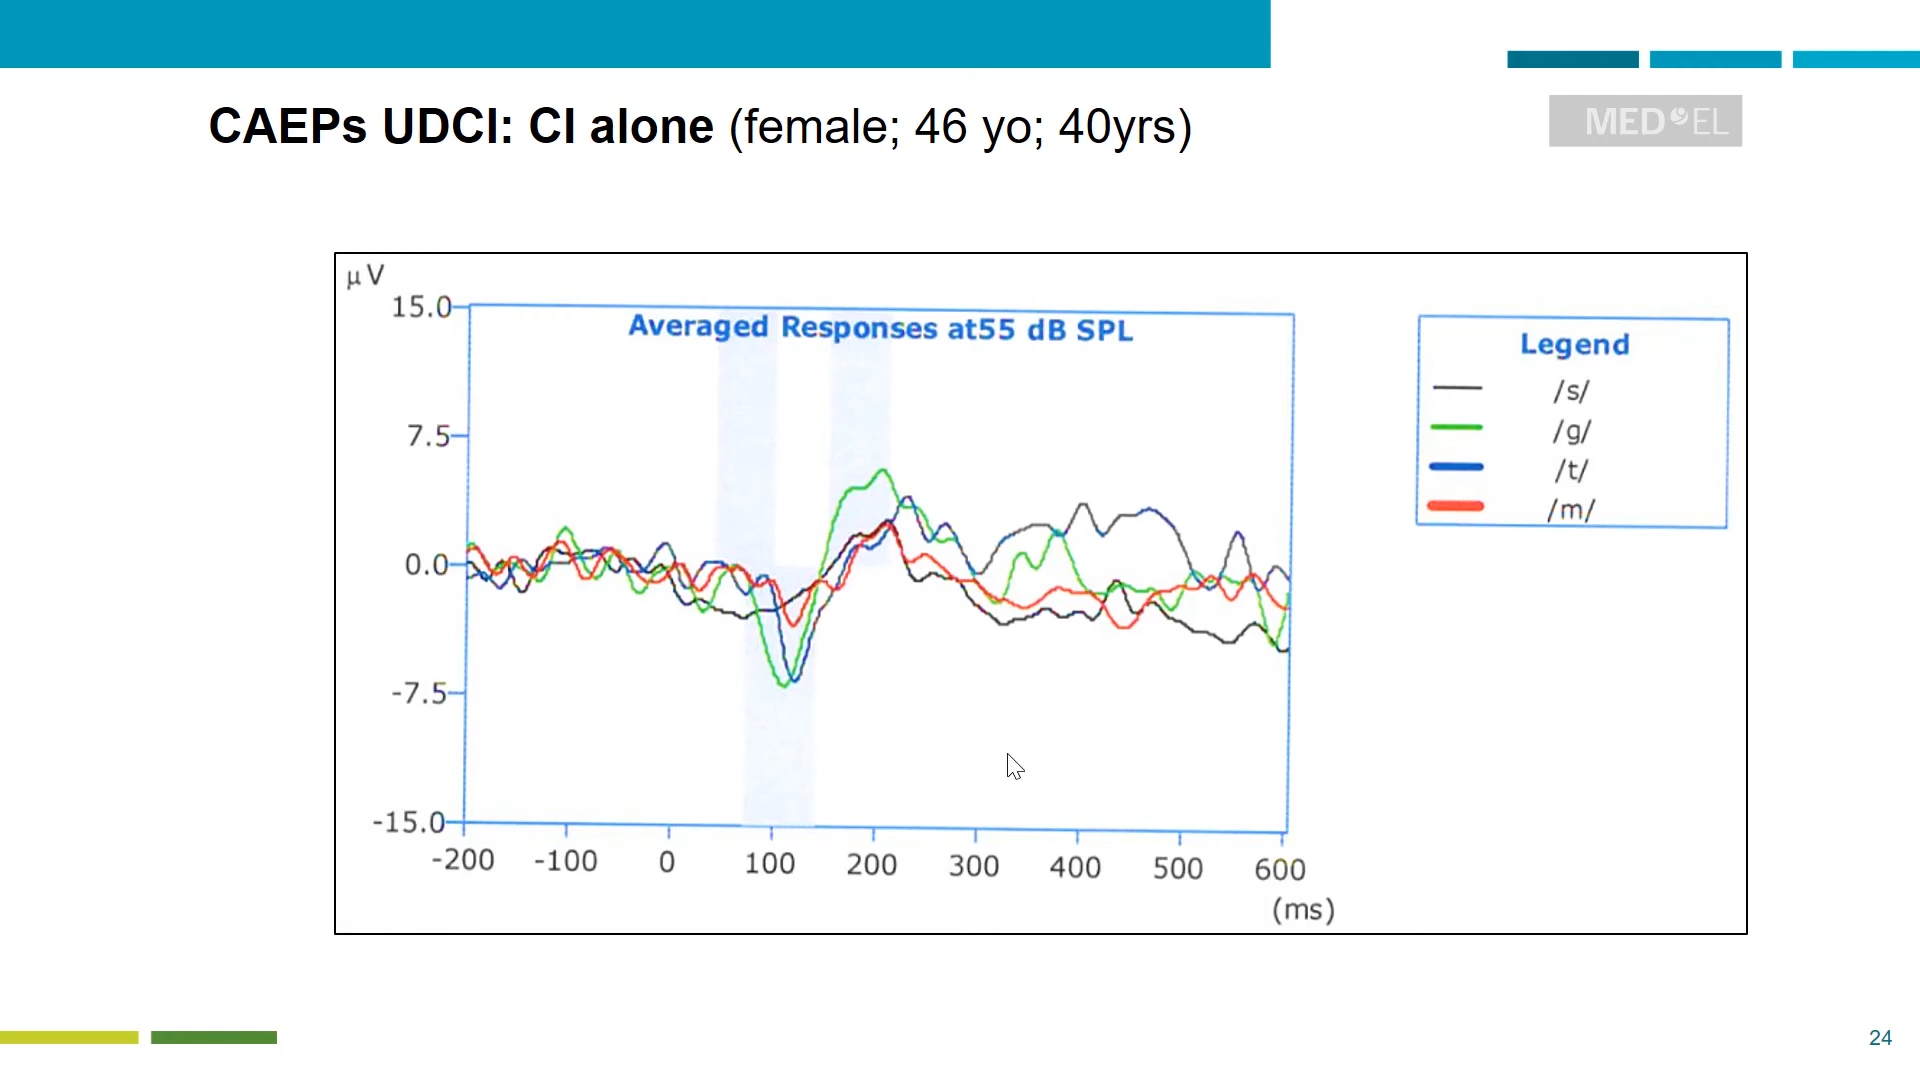 CAEPs UDCI: CI alone (female; 46 yo; 40yrs)
MED EL
µV
15.0
Averaged Responses at55 dB SPL
7.5
0.0
-7.5
-15.0
-200 -100 0 100 200 300 400 500 600
(ms)
Legend
/s/
/g/
/t/
/m/
24